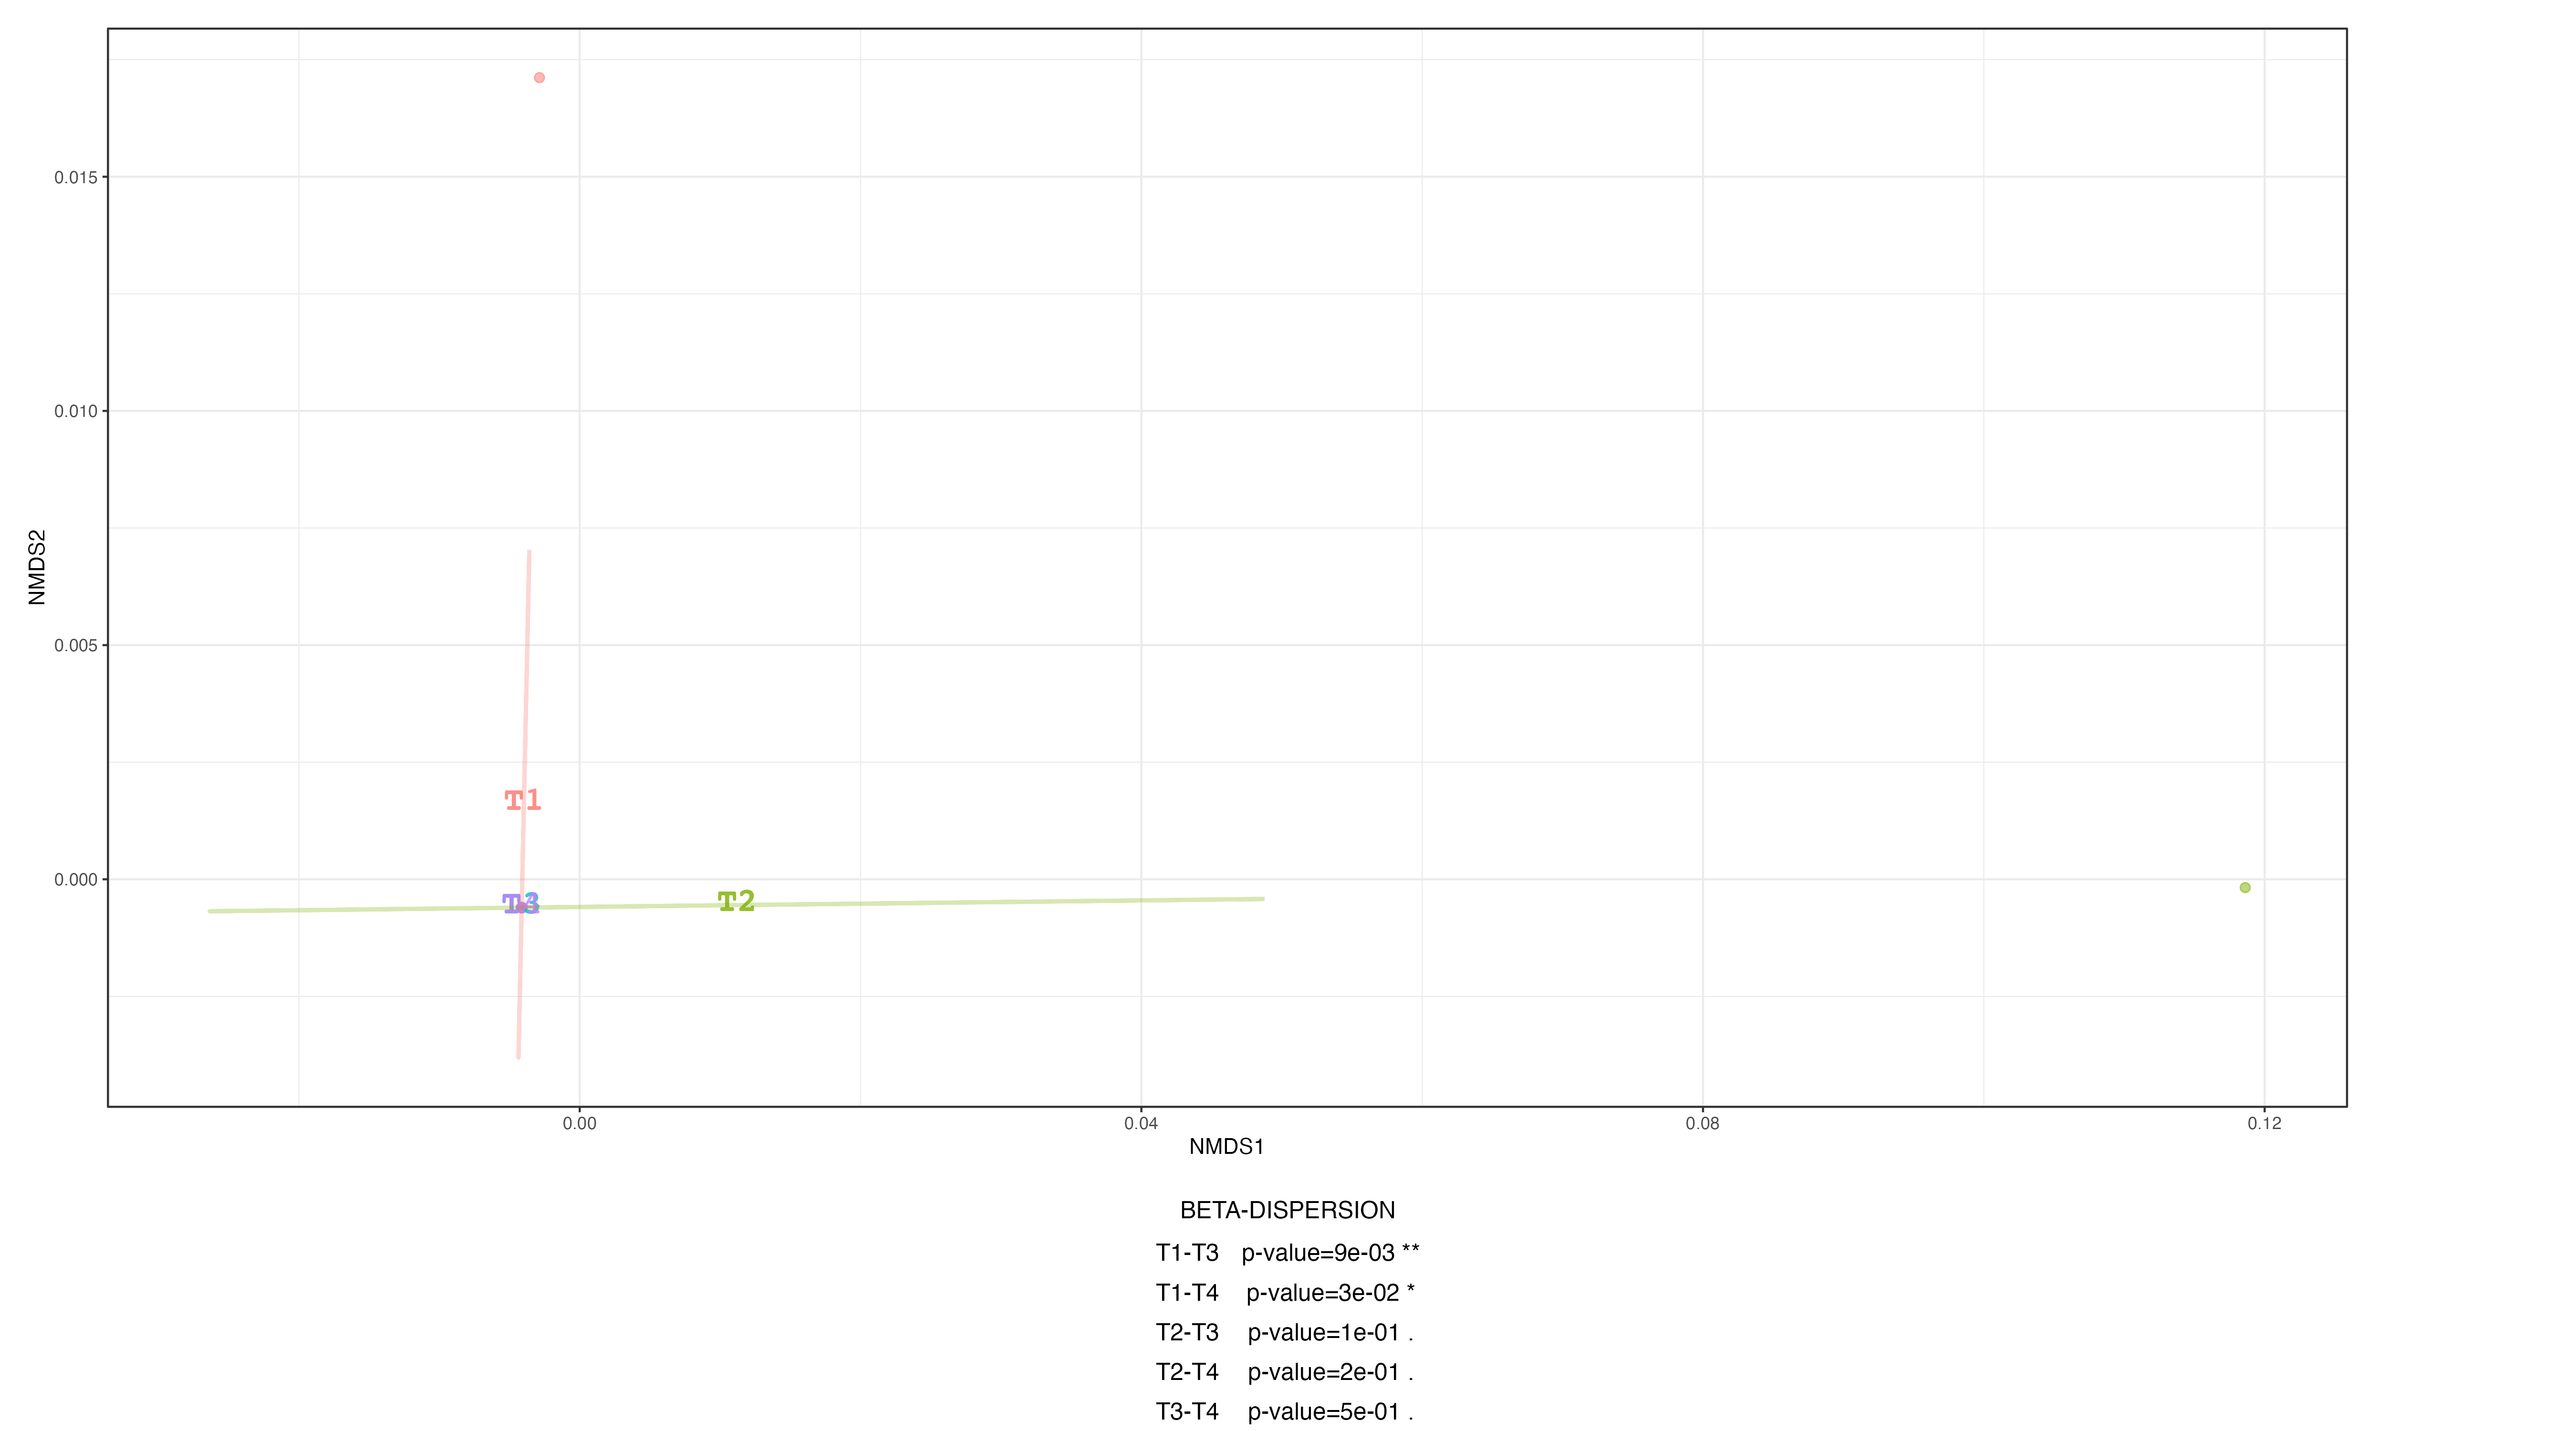 0.015
0.010
0.005
0.000
NMDS2
T1
T2
0.00 0.04 0.08 0.12
NMDS1
BETA-DISPERSION
T1-T3 p-value=9e-03 **
T1-T4 p-value=3e-02 *
T2-T3 p-value=1e-01 .
T2-T4 p-value=2e-01 .
T3-T4 p-value=5e-01 .